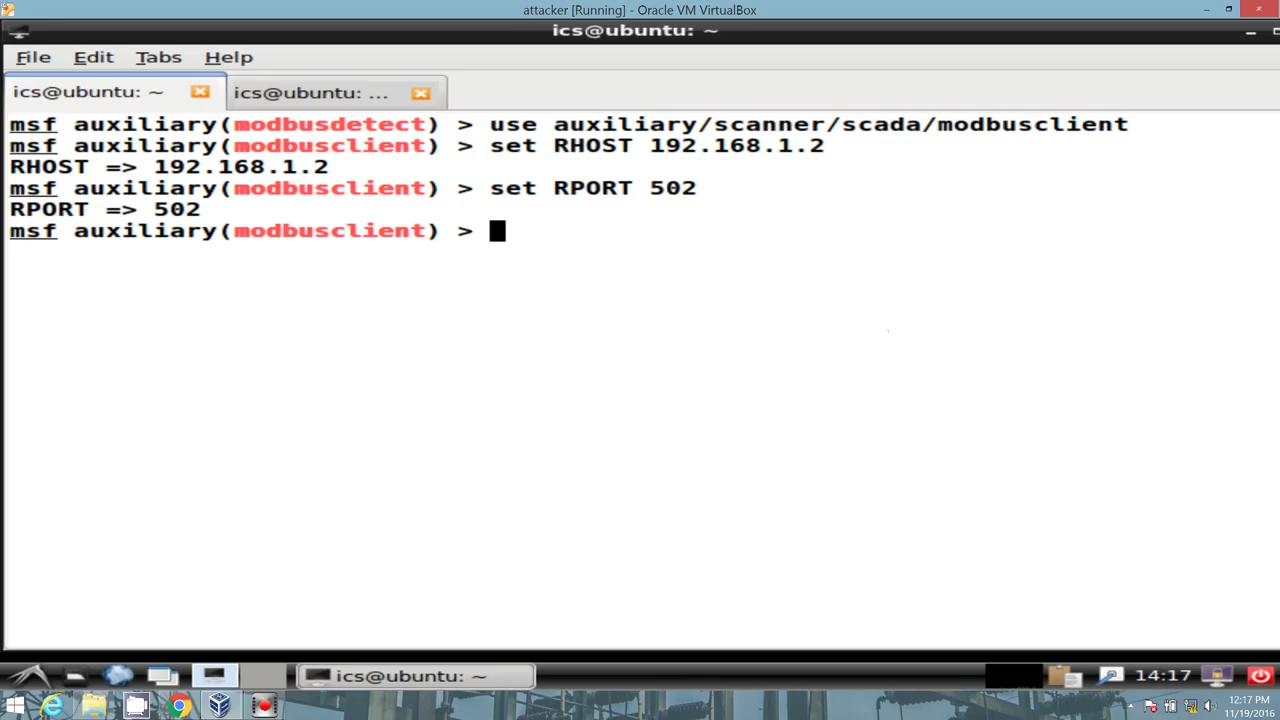 attacker [Running] - Oracle VM VirtualBox
ics@ubuntu: ~
File Edit Tabs Help
ics@ubuntu: ~ ics@ubuntu: ...
msf auxiliary(modbusdetect) > use auxiliary/scanner/scada/modbusclient
msf auxiliary(modbusclient) > set RHOST 192.168.1.2
RHOST => 192.168.1.2
msf auxiliary(modbusclient) > set RPORT 502
RPORT => 502
msf auxiliary(modbusclient) >
ics@ubuntu: ~ 14:17
12:17 PM
11/19/2016